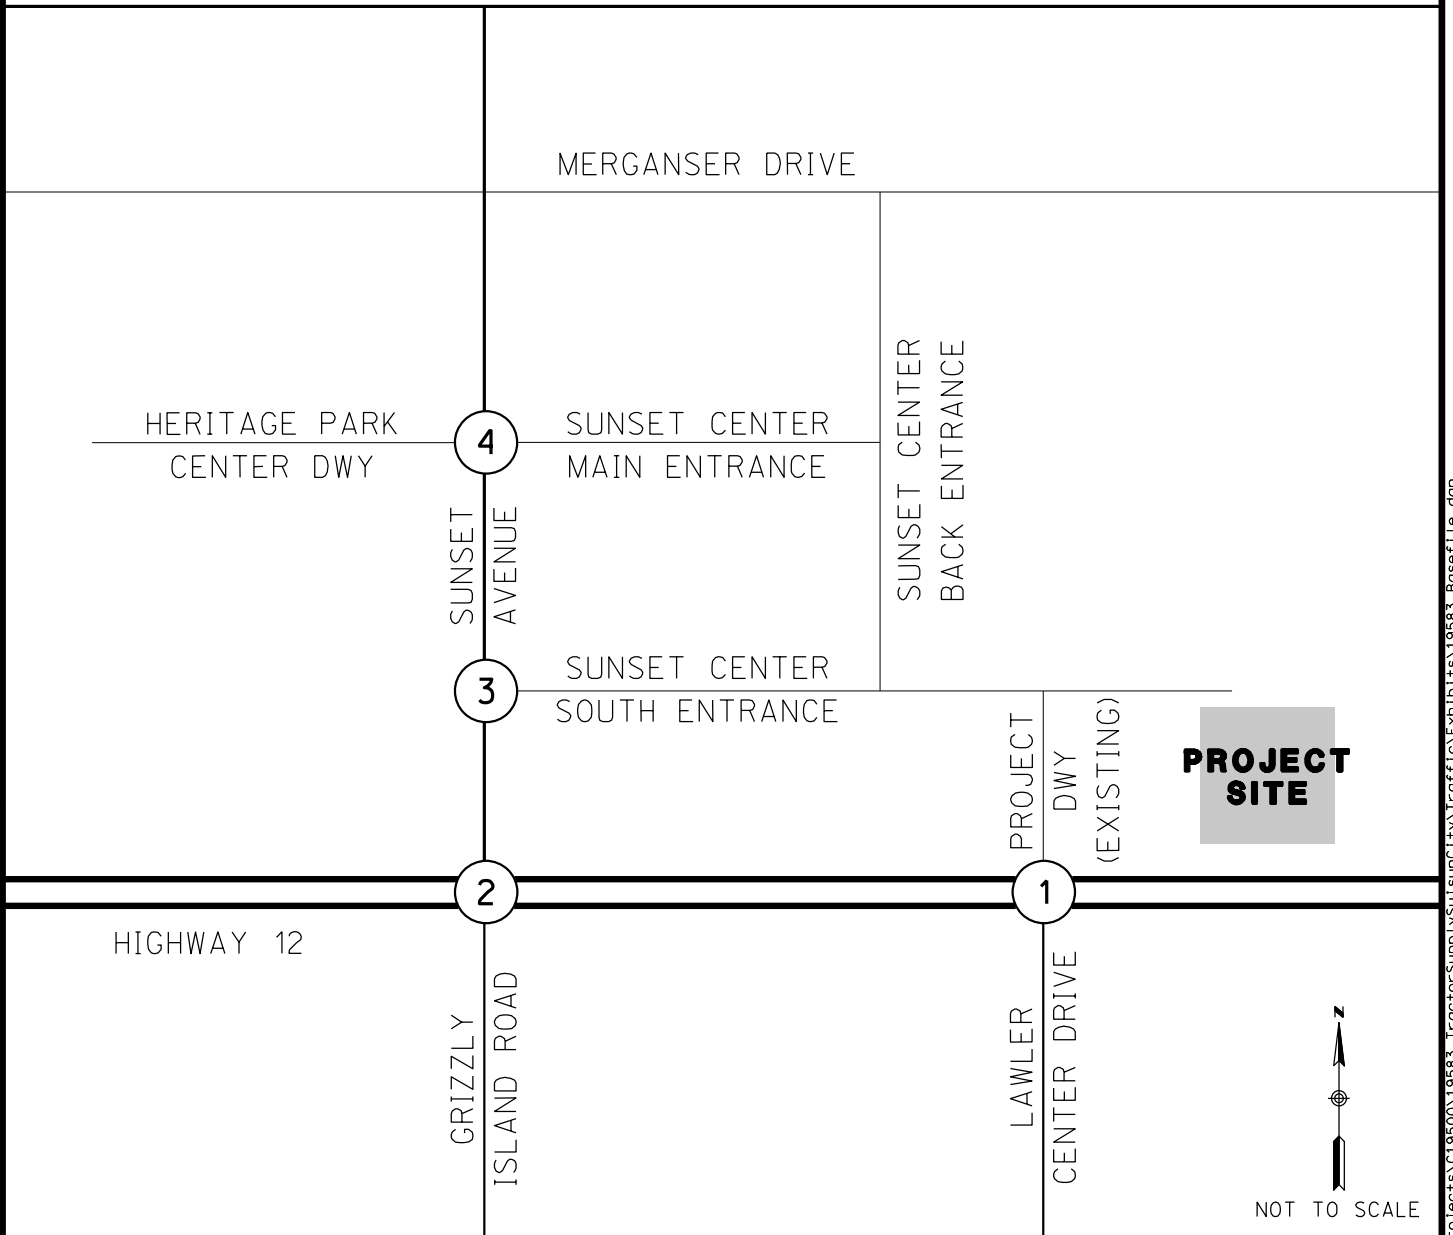 MERGANSER DRIVE
HERITAGE PARK
CENTER DWY
4
SUNSET CENTER
MAIN ENTRANCE
SUNSET CENTER
BACK ENTRANCE
SUNSET
AVENUE
3
SUNSET CENTER
SOUTH ENTRANCE
PROJECT
DWY
(EXISTING)
PROJECT
SITE
2
1
HIGHWAY 12
GRIZZLY
ISLAND ROAD
LAWLER
CENTER DRIVE
N
NOT TO SCALE